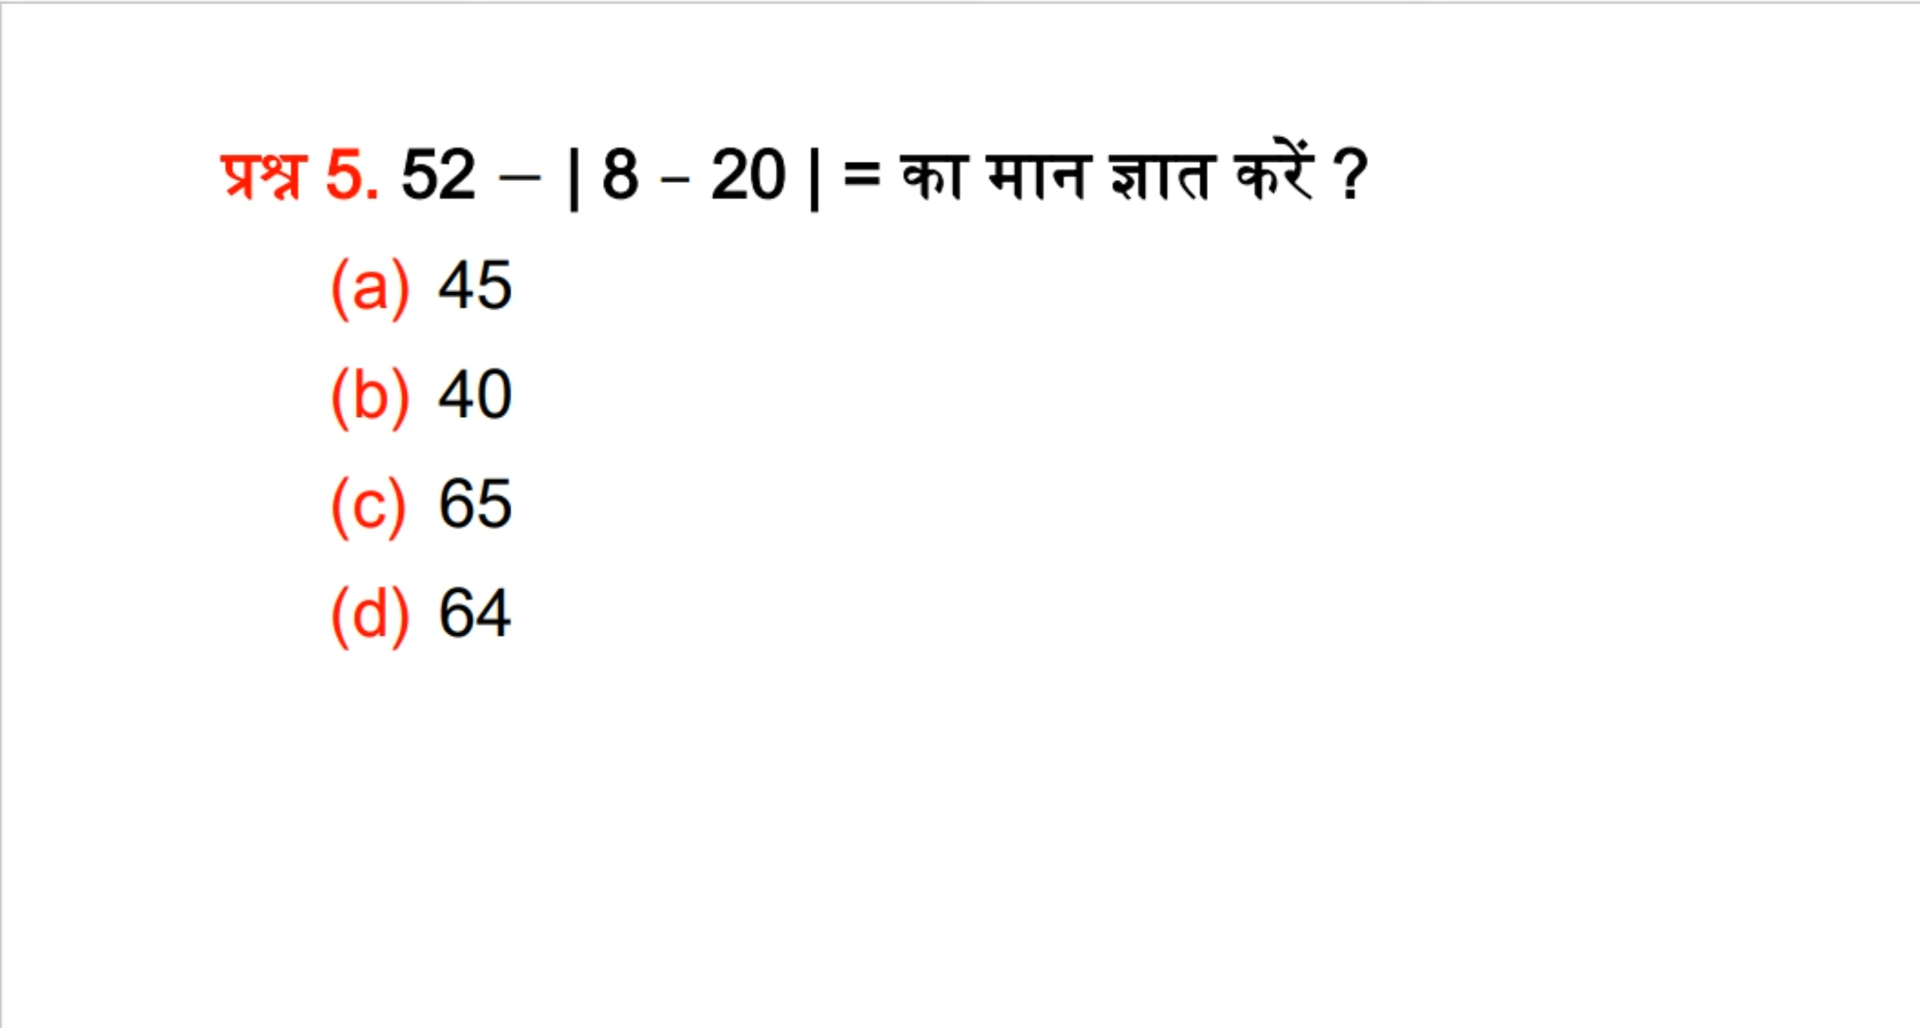 प्रश्न 5. 52 – | 8 – 20 | = का मान ज्ञात करें ?
(a) 45
(b) 40
(c) 65
(d) 64